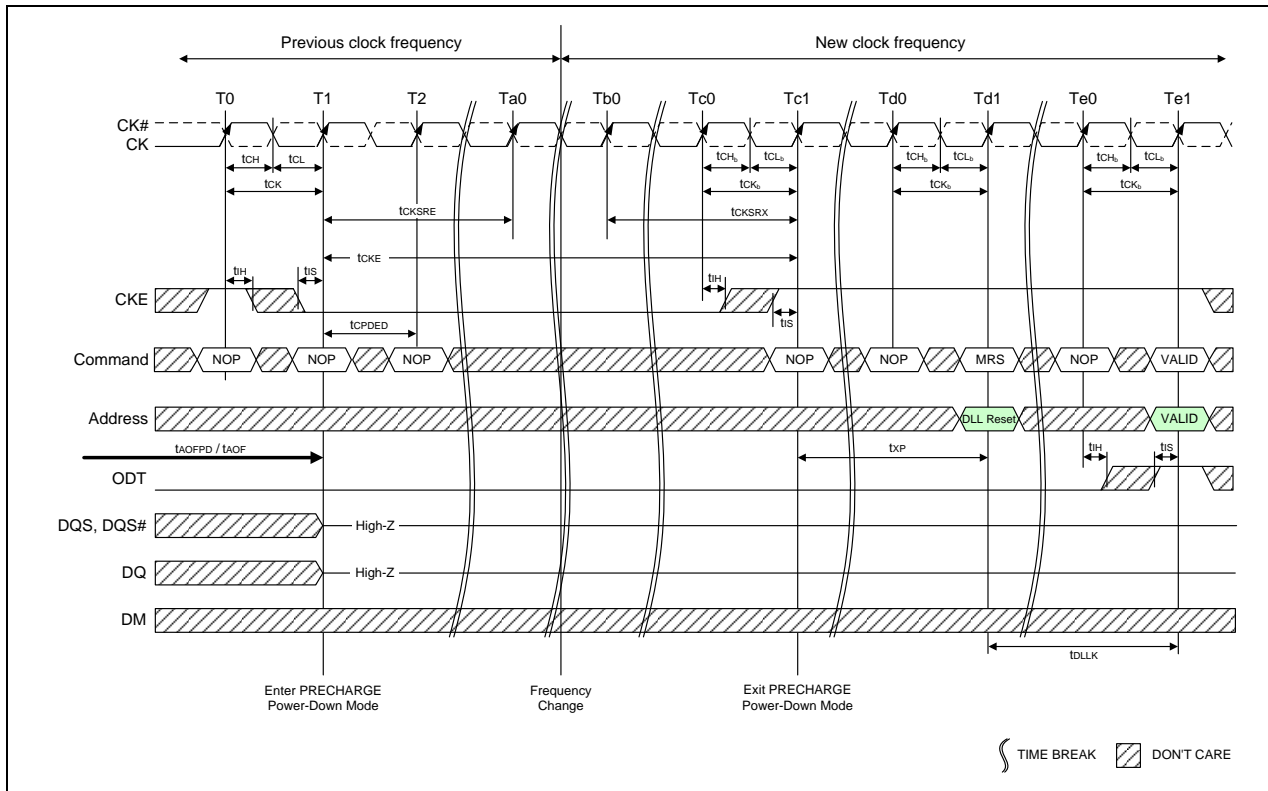 Previous clock frequency
New clock frequency
T0 T1 T2 Ta0 Tb0 Tc0 Tc1 Td0 Td1 Te0 Te1
CK#
CK
tCH tCL tCHb tCLb tCHb tCLb tCHb tCLb
tCK tCKb tCKb tCKb
tCKSRE tCKSRX
tCKE
tIH tIS tIH
CKE
tIS
tCPDED
Command NOP NOP NOP NOP NOP MRS NOP VALID
Address DLL Reset VALID
tAOFPD / tAOF tXP tIH tIS
ODT
DQS, DQS# High-Z
DQ High-Z
DM
tDLLK
Enter PRECHARGE
Power-Down Mode
Frequency
Change
Exit PRECHARGE
Power-Down Mode
TIME BREAK DON'T CARE